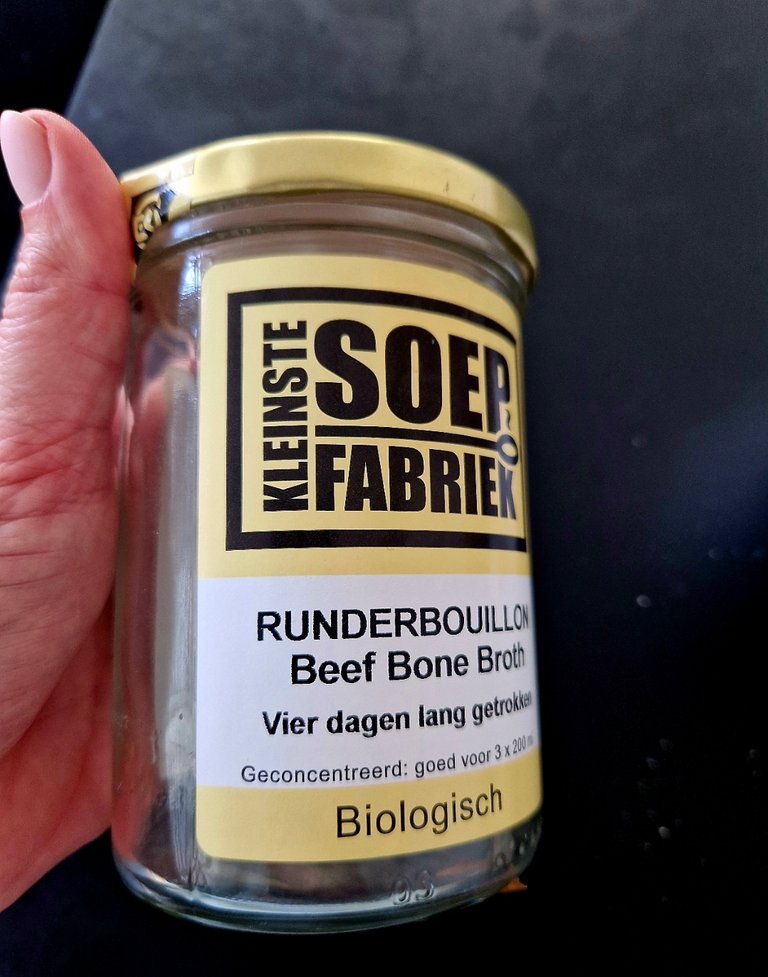 KLEINSTE
SOEP
FABRIEK
RUNDERBOUILLON
Beef Bone Broth
Vier dagen lang getrokken
Geconcentreerd: goed voor 3 x 200 m
Biologisch